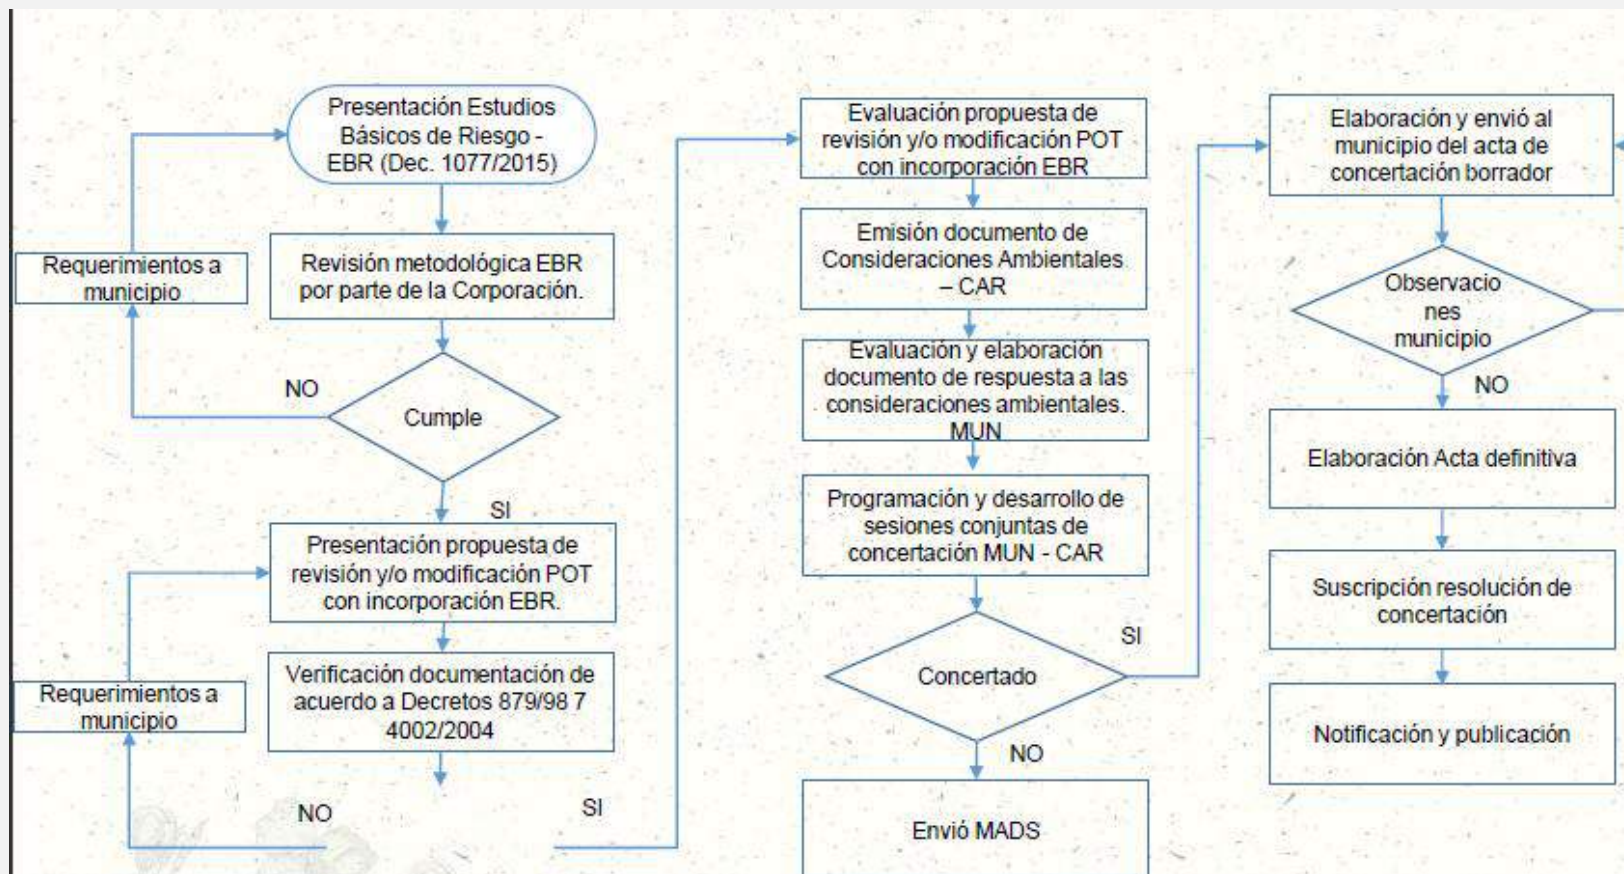 Presentación Estudios
Básicos de Riesgo -
EBR (Dec. 1077/2015)
Requerimientos a
municipio
Revisión metodológica EBR
por parte de la Corporación.
NO
Cumple
SI
Presentación propuesta de
revisión y/o modificación POT
con incorporación EBR.
Requerimientos a
municipio
Verificación documentación de
acuerdo a Decretos 879/98 7
4002/2004
NO
SI
Evaluación propuesta de
revisión y/o modificación POT
con incorporación EBR
Emisión documento de
Consideraciones Ambientales
– CAR
Evaluación y elaboración
documento de respuesta a las
consideraciones ambientales.
MUN
Programación y desarrollo de
sesiones conjuntas de
concertación MUN - CAR
SI
Concertado
NO
Envió MADS
Elaboración y envió al
municipio del acta de
concertación borrador
Observacio
nes
municipio
NO
Elaboración Acta definitiva
Suscripción resolución de
concertación
Notificación y publicación